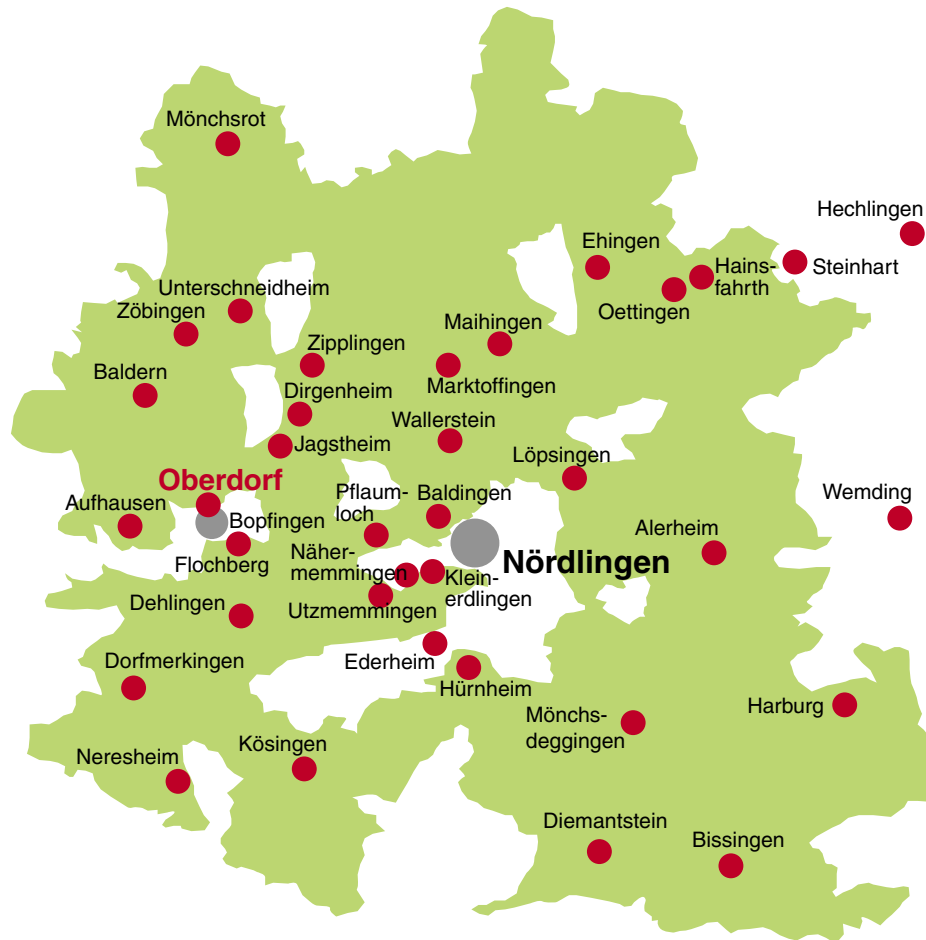 Mönchsrot
Hechlingen
Ehingen
Hains-
fahrth
Steinhart
Oettingen
Unterschneidheim
Zöbingen
Maihingen
Zipplingen
Baldern
Marktoffingen
Dirgenheim
Wallerstein
Jagstheim
Löpsingen
Oberdorf
Pflaum-
loch
Baldingen
Aufhausen
Wemding
Bopfingen
Alerheim
Flochberg
Näher-
memmingen
Nördlingen
Klein-
erdlingen
Dehlingen
Utzmemmingen
Ederheim
Dorfmerkingen
Hürnheim
Harburg
Mönchs-
deggingen
Kösingen
Neresheim
Diemantstein
Bissingen